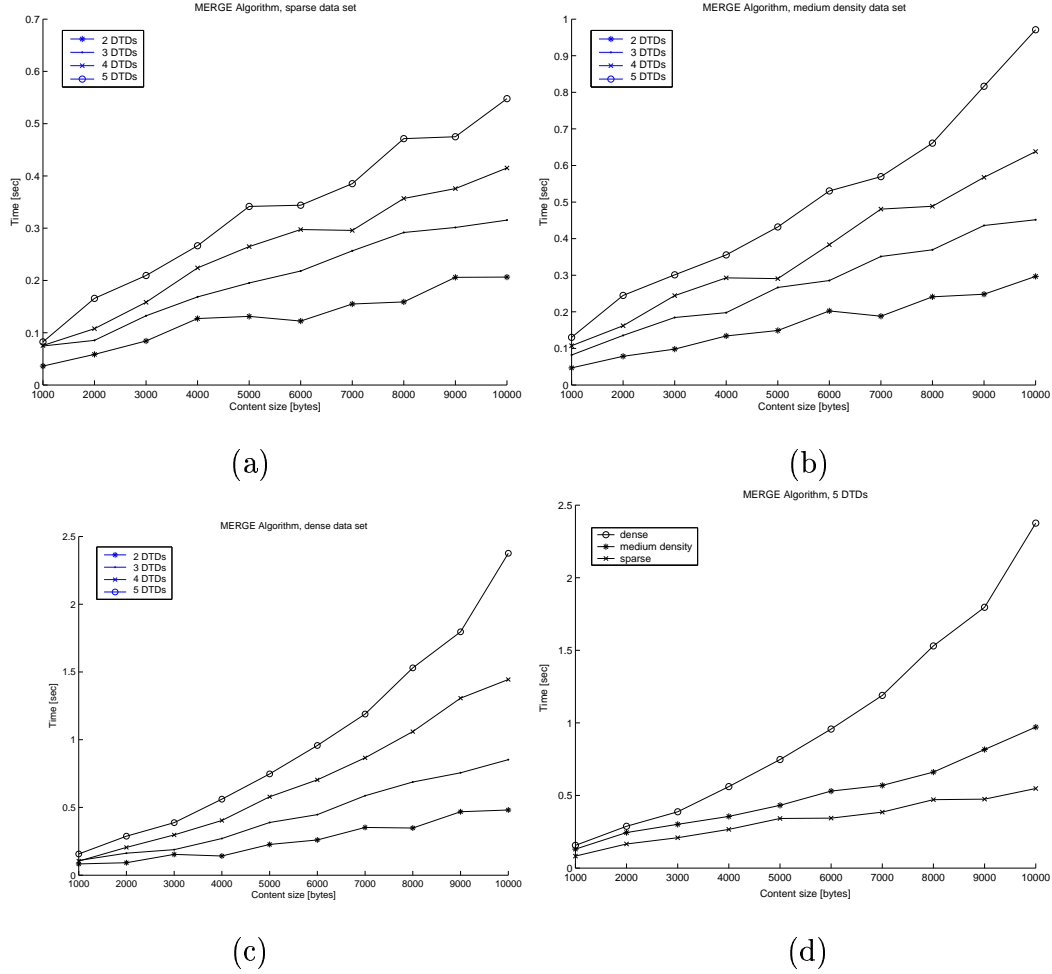 MERGE Algorithm, sparse data set
0.7
0.6
0.5
0.4
0.3
0.2
0.1
0
Time [sec]
2 DTDs
3 DTDs
4 DTDs
5 DTDs
1000 2000 3000 4000 5000 6000 7000 8000 9000 10000
Content size [bytes]
(a)
MERGE Algorithm, medium density data set
1
0.9
0.8
0.7
0.6
0.5
0.4
0.3
0.2
0.1
0
Time [sec]
2 DTDs
3 DTDs
4 DTDs
5 DTDs
1000 2000 3000 4000 5000 6000 7000 8000 9000 10000
Content size [bytes]
(b)
MERGE Algorithm, dense data set
2.5
2
1.5
1
0.5
0
Time [sec]
2 DTDs
3 DTDs
4 DTDs
5 DTDs
1000 2000 3000 4000 5000 6000 7000 8000 9000 10000
Content size [bytes]
(c)
MERGE Algorithm, 5 DTDs
2.5
2
1.5
1
0.5
0
Time [sec]
dense
medium density
sparse
1000 2000 3000 4000 5000 6000 7000 8000 9000 10000
Content size [bytes]
(d)